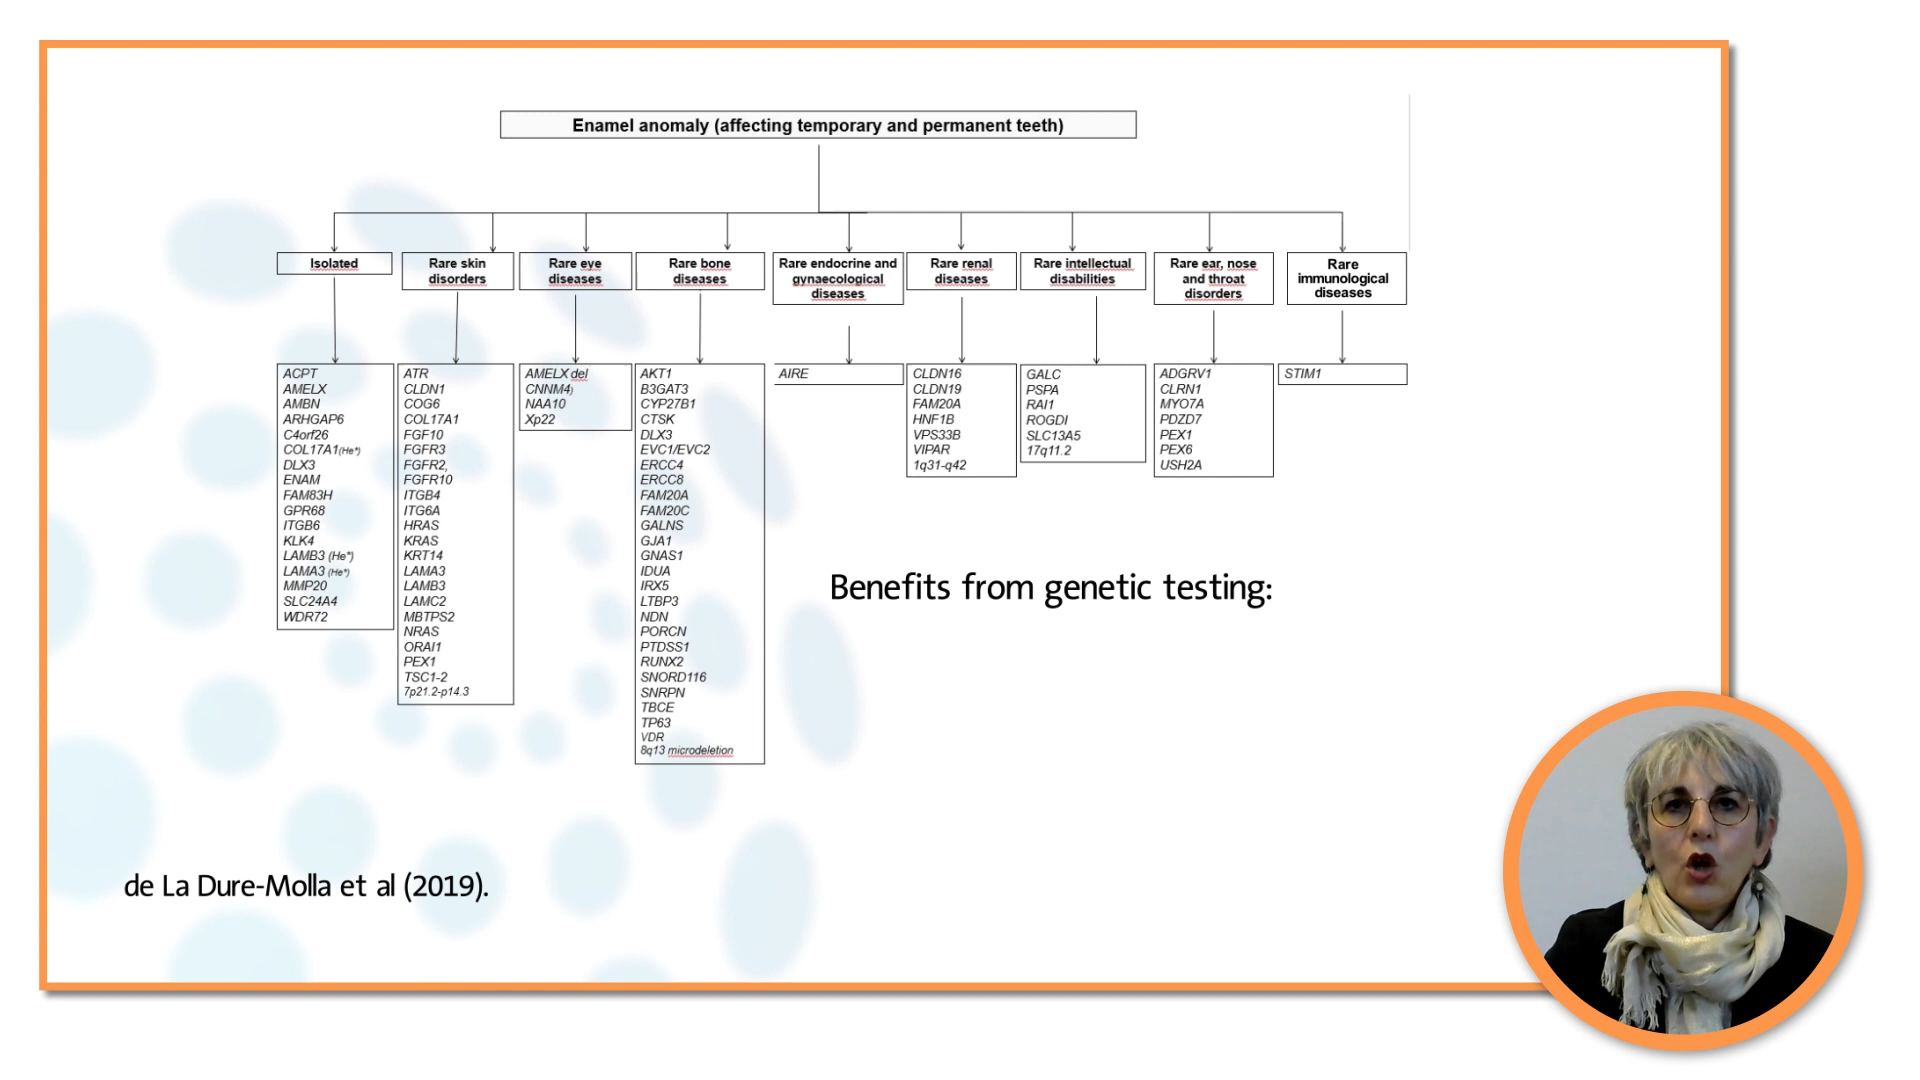 Enamel anomaly (affecting temporary and permanent teeth)
Isolated
Rare skin
disorders
Rare eye
diseases
Rare bone
diseases
Rare endocrine and
gynaecological
diseases
Rare renal
diseases
Rare intellectual
disabilities
Rare ear, nose
and throat
disorders
Rare
immunological
diseases
ACPT
AMELX
AMBN
ARHGAP6
C4orf26
COL17A1(He*)
DLX3
ENAM
FAM83H
GPR68
ITGB6
KLK4
LAMB3 (He*)
LAMA3 (He*)
MMP20
SLC24A4
WDR72
ATR
CLDN1
COG6
COL17A1
FGF10
FGFR3
FGFR2,
FGFR10
ITGB4
ITG6A
HRAS
KRAS
KRT14
LAMA3
LAMB3
LAMC2
MBTPS2
NRAS
ORAI1
PEX1
TSC1-2
7p21.2-p14.3
AMELX del
CNNM4)
NAA10
Xp22
AKT1
B3GAT3
CYP27B1
CTSK
DLX3
EVC1/EVC2
ERCC4
ERCC8
FAM20A
FAM20C
GALNS
GJA1
GNAS1
IDUA
IRX5
LTBP3
NDN
PORCN
PTDSS1
RUNX2
SNORD116
SNRPN
TBCE
TP63
VDR
8q13 microdeletion
AIRE
CLDN16
CLDN19
FAM20A
HNF1B
VPS33B
VIPAR
1q31-q42
GALC
PSPA
RAI1
ROGDI
SLC13A5
17q11.2
ADGRV1
CLRN1
MYO7A
PDZD7
PEX1
PEX6
USH2A
STIM1
Benefits from genetic testing:
de La Dure-Molla et al (2019).